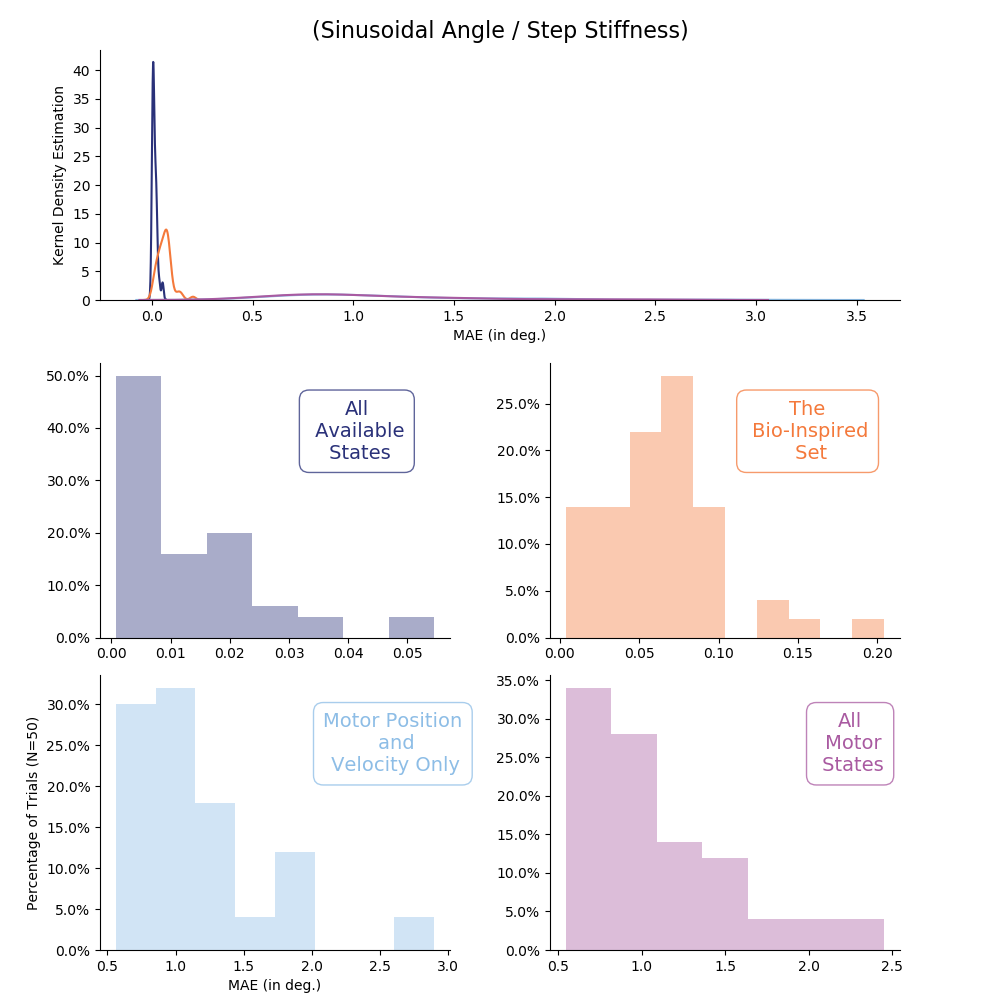 (Sinusoidal Angle / Step Stiffness)
Kernel Density Estimation
40
35
30
25
20
15
10
5
0
0.0 0.5 1.0 1.5 2.0 2.5 3.0 3.5
MAE (in deg.)
50.0%
40.0%
30.0%
20.0%
10.0%
0.0%
0.00 0.01 0.02 0.03 0.04 0.05
All
Available
States
25.0%
20.0%
15.0%
10.0%
5.0%
0.0%
0.00 0.05 0.10 0.15 0.20
The
Bio-Inspired
Set
Percentage of Trials (N=50)
30.0%
25.0%
20.0%
15.0%
10.0%
5.0%
0.0%
0.5 1.0 1.5 2.0 2.5 3.0
MAE (in deg.)
Motor Position
and
Velocity Only
35.0%
30.0%
25.0%
20.0%
15.0%
10.0%
5.0%
0.0%
0.5 1.0 1.5 2.0 2.5
All
Motor
States